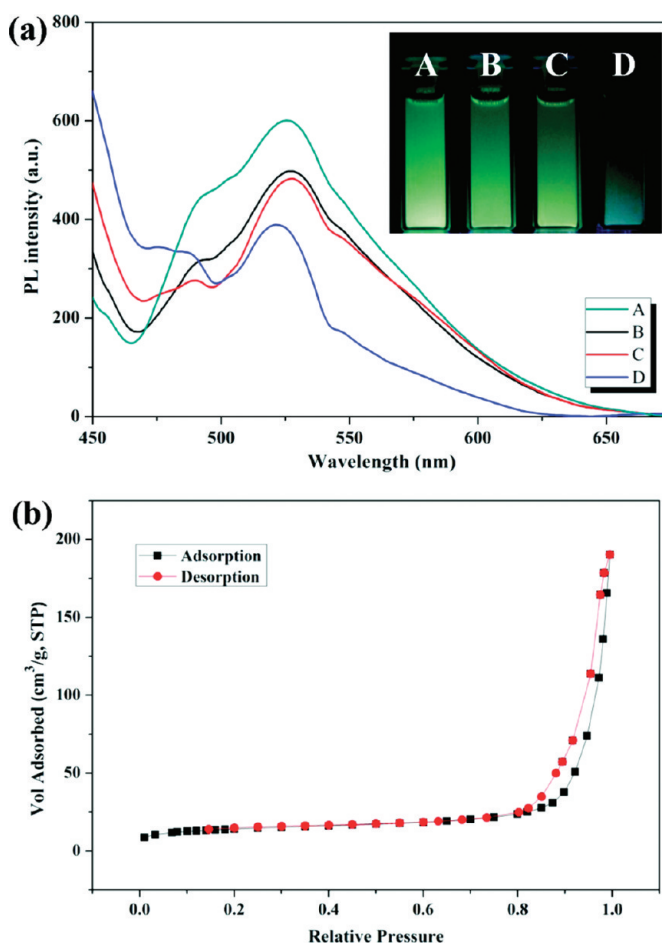 (a)
800
600
400
200
0
PL intensity (a.u.)
A B C D
A
B
C
D
450 500 550 600 650
Wavelength (nm)
(b)
200
150
100
50
0
Vol Adsorbed (cm³/g, STP)
Adsorption
Desorption
0.0 0.2 0.4 0.6 0.8 1.0
Relative Pressure